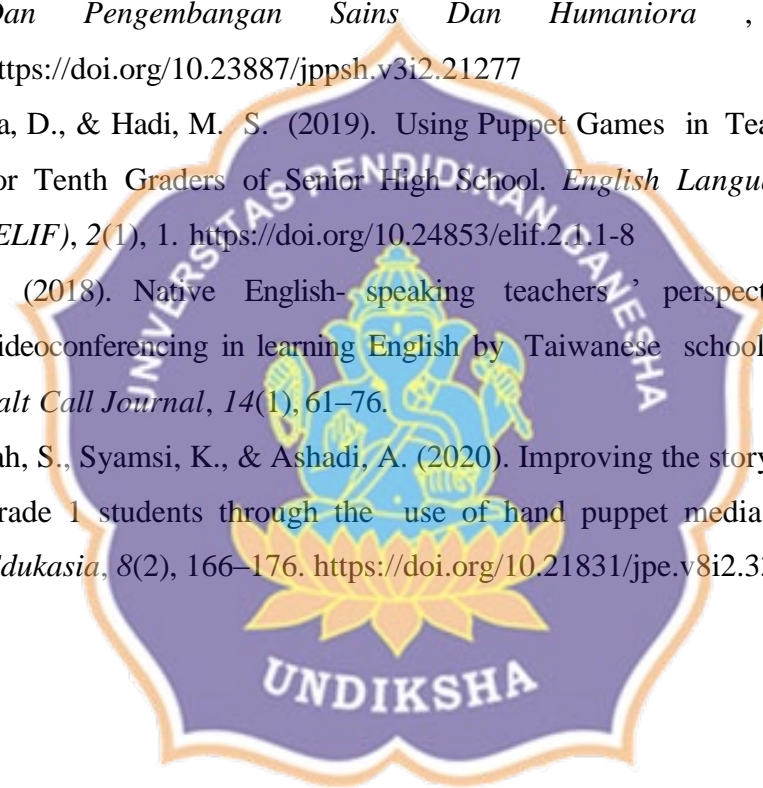 Dan Pengembangan Sains Dan Humaniora ,
ttps://doi.org/10.23887/jppsh.v3i2.21277
a, D., & Hadi, M. S. (2019). Using Puppet Games in Tea
or Tenth Graders of Senior High School. English Langu
ELIF), 2(1), 1. https://doi.org/10.24853/elif.2.1.1-8
(2018). Native English- speaking teachers ’ perspect
ideoconferencing in learning English by Taiwanese school
alt Call Journal, 14(1), 61–76.
ah, S., Syamsi, K., & Ashadi, A. (2020). Improving the story
rade 1 students through the use of hand puppet media
Edukasia, 8(2), 166–176. https://doi.org/10.21831/jpe.v8i2.3
UNIVERSITAS PENDIDIKAN GANESHA
UNDIKSHA